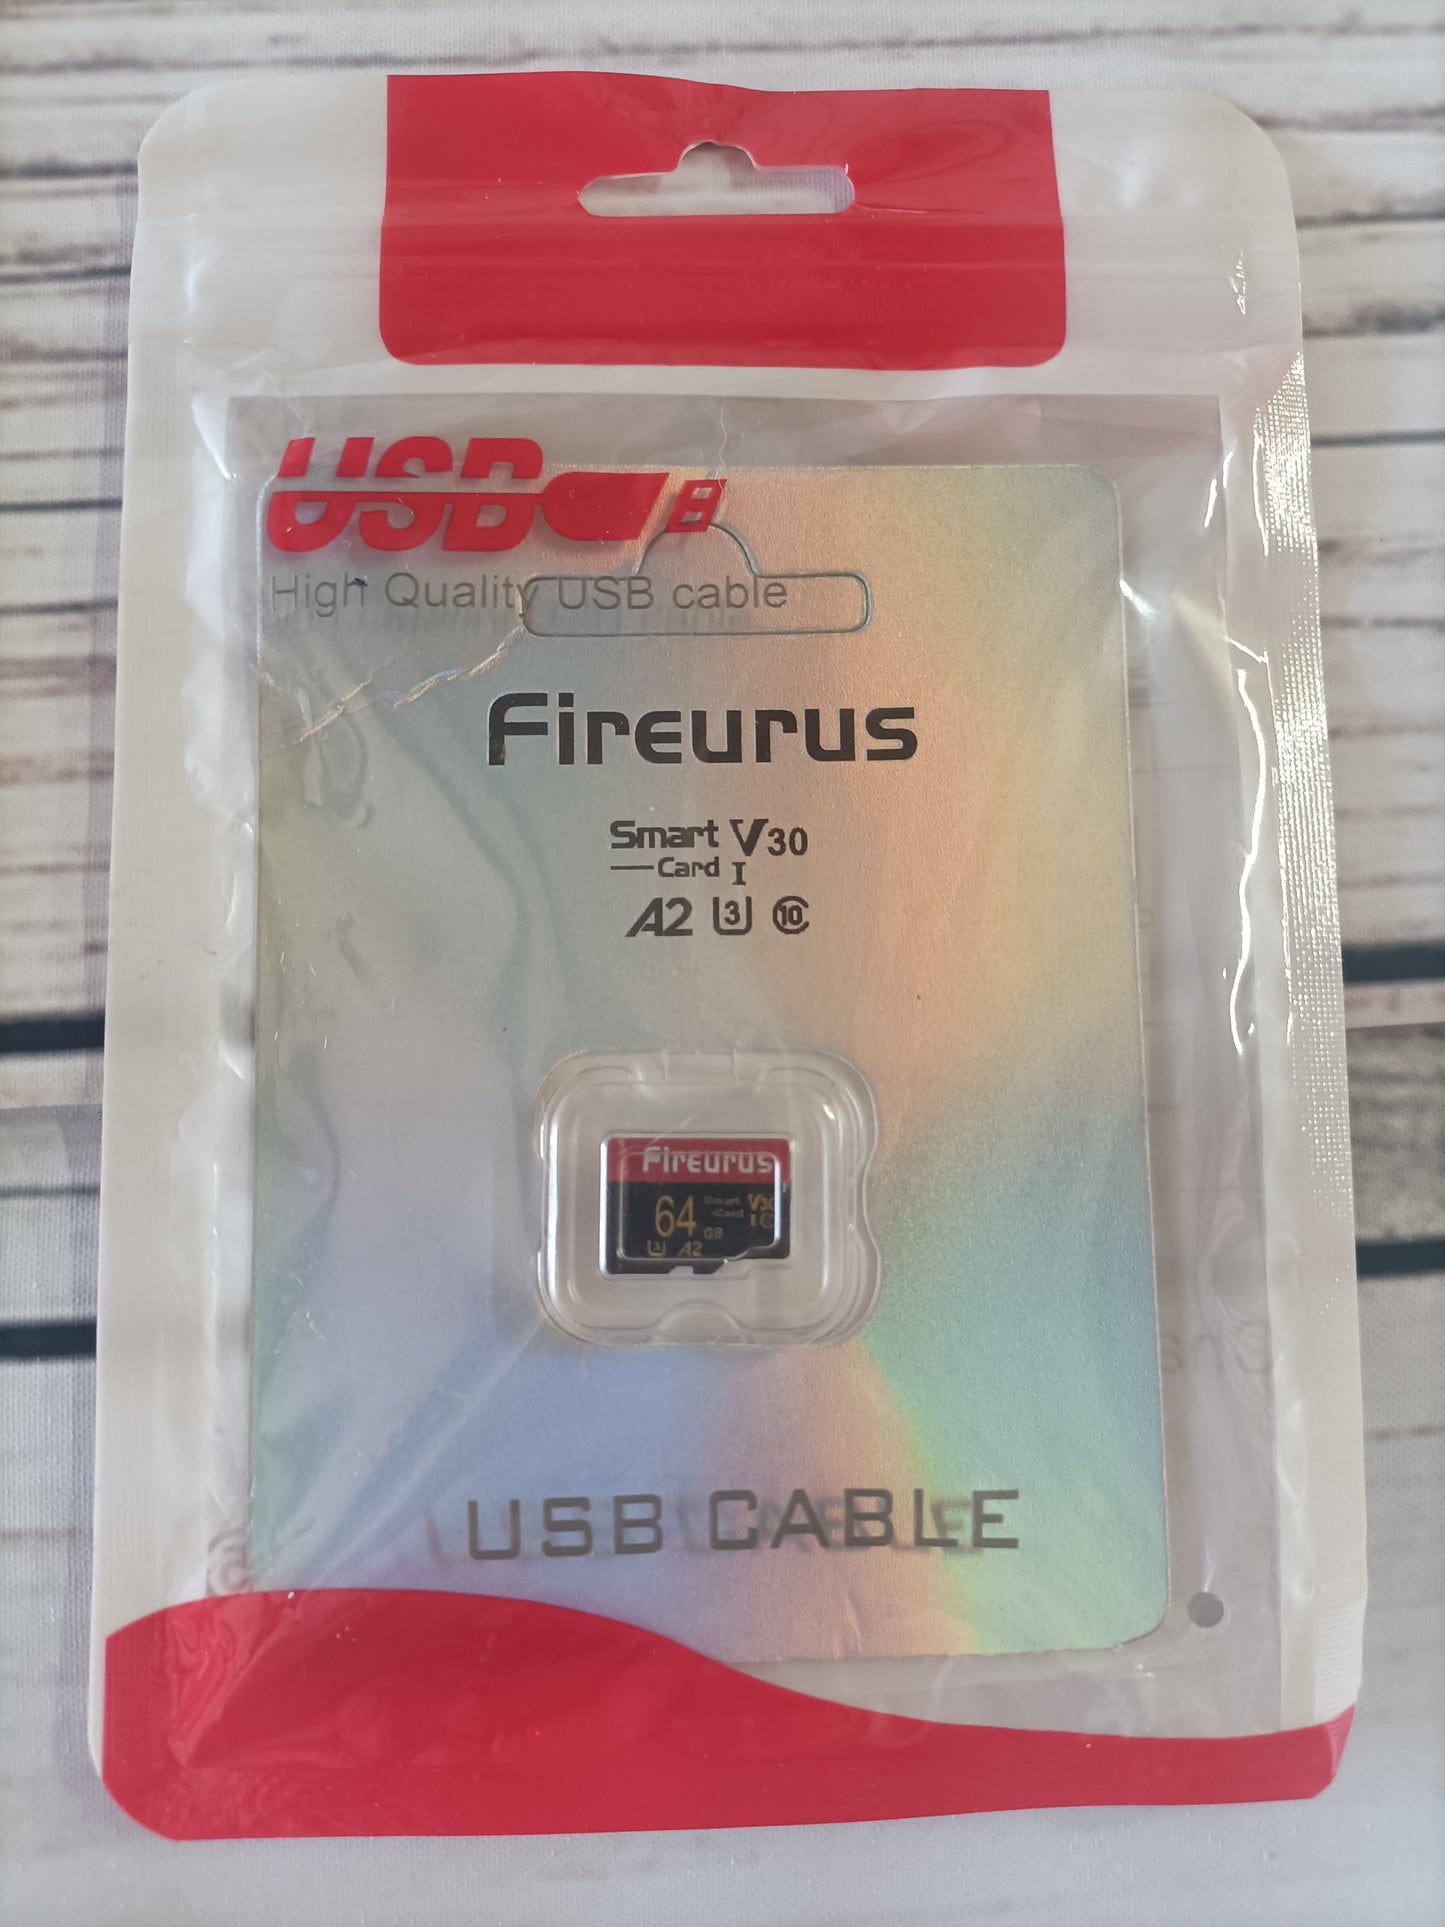 USB
High Quality USB cable
Fireurus
Smart V30
Card I
A2 3 10
Fireurus
64 GB Smart Card V30 I
3 A2
USB CABLE